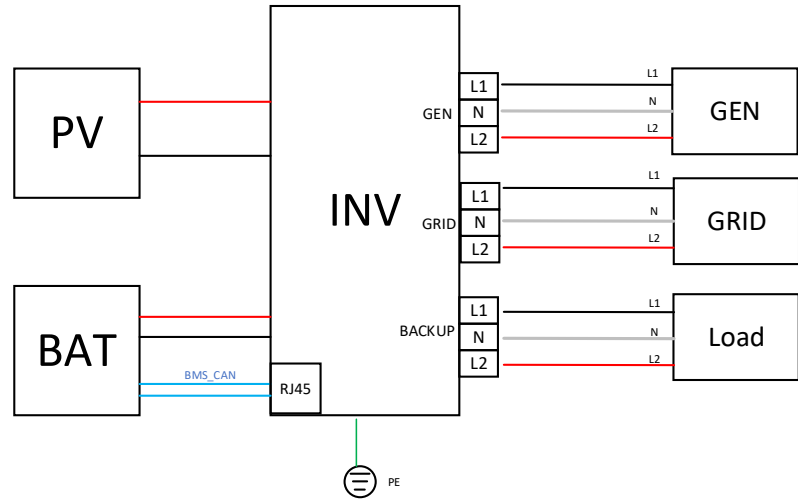 PV
BAT
BMS_CAN
INV
RJ45
PE
GEN
L1
N
L2
L1
N
L2
GEN
GRID
L1
N
L2
L1
N
L2
GRID
BACKUP
L1
N
L2
L1
N
L2
Load